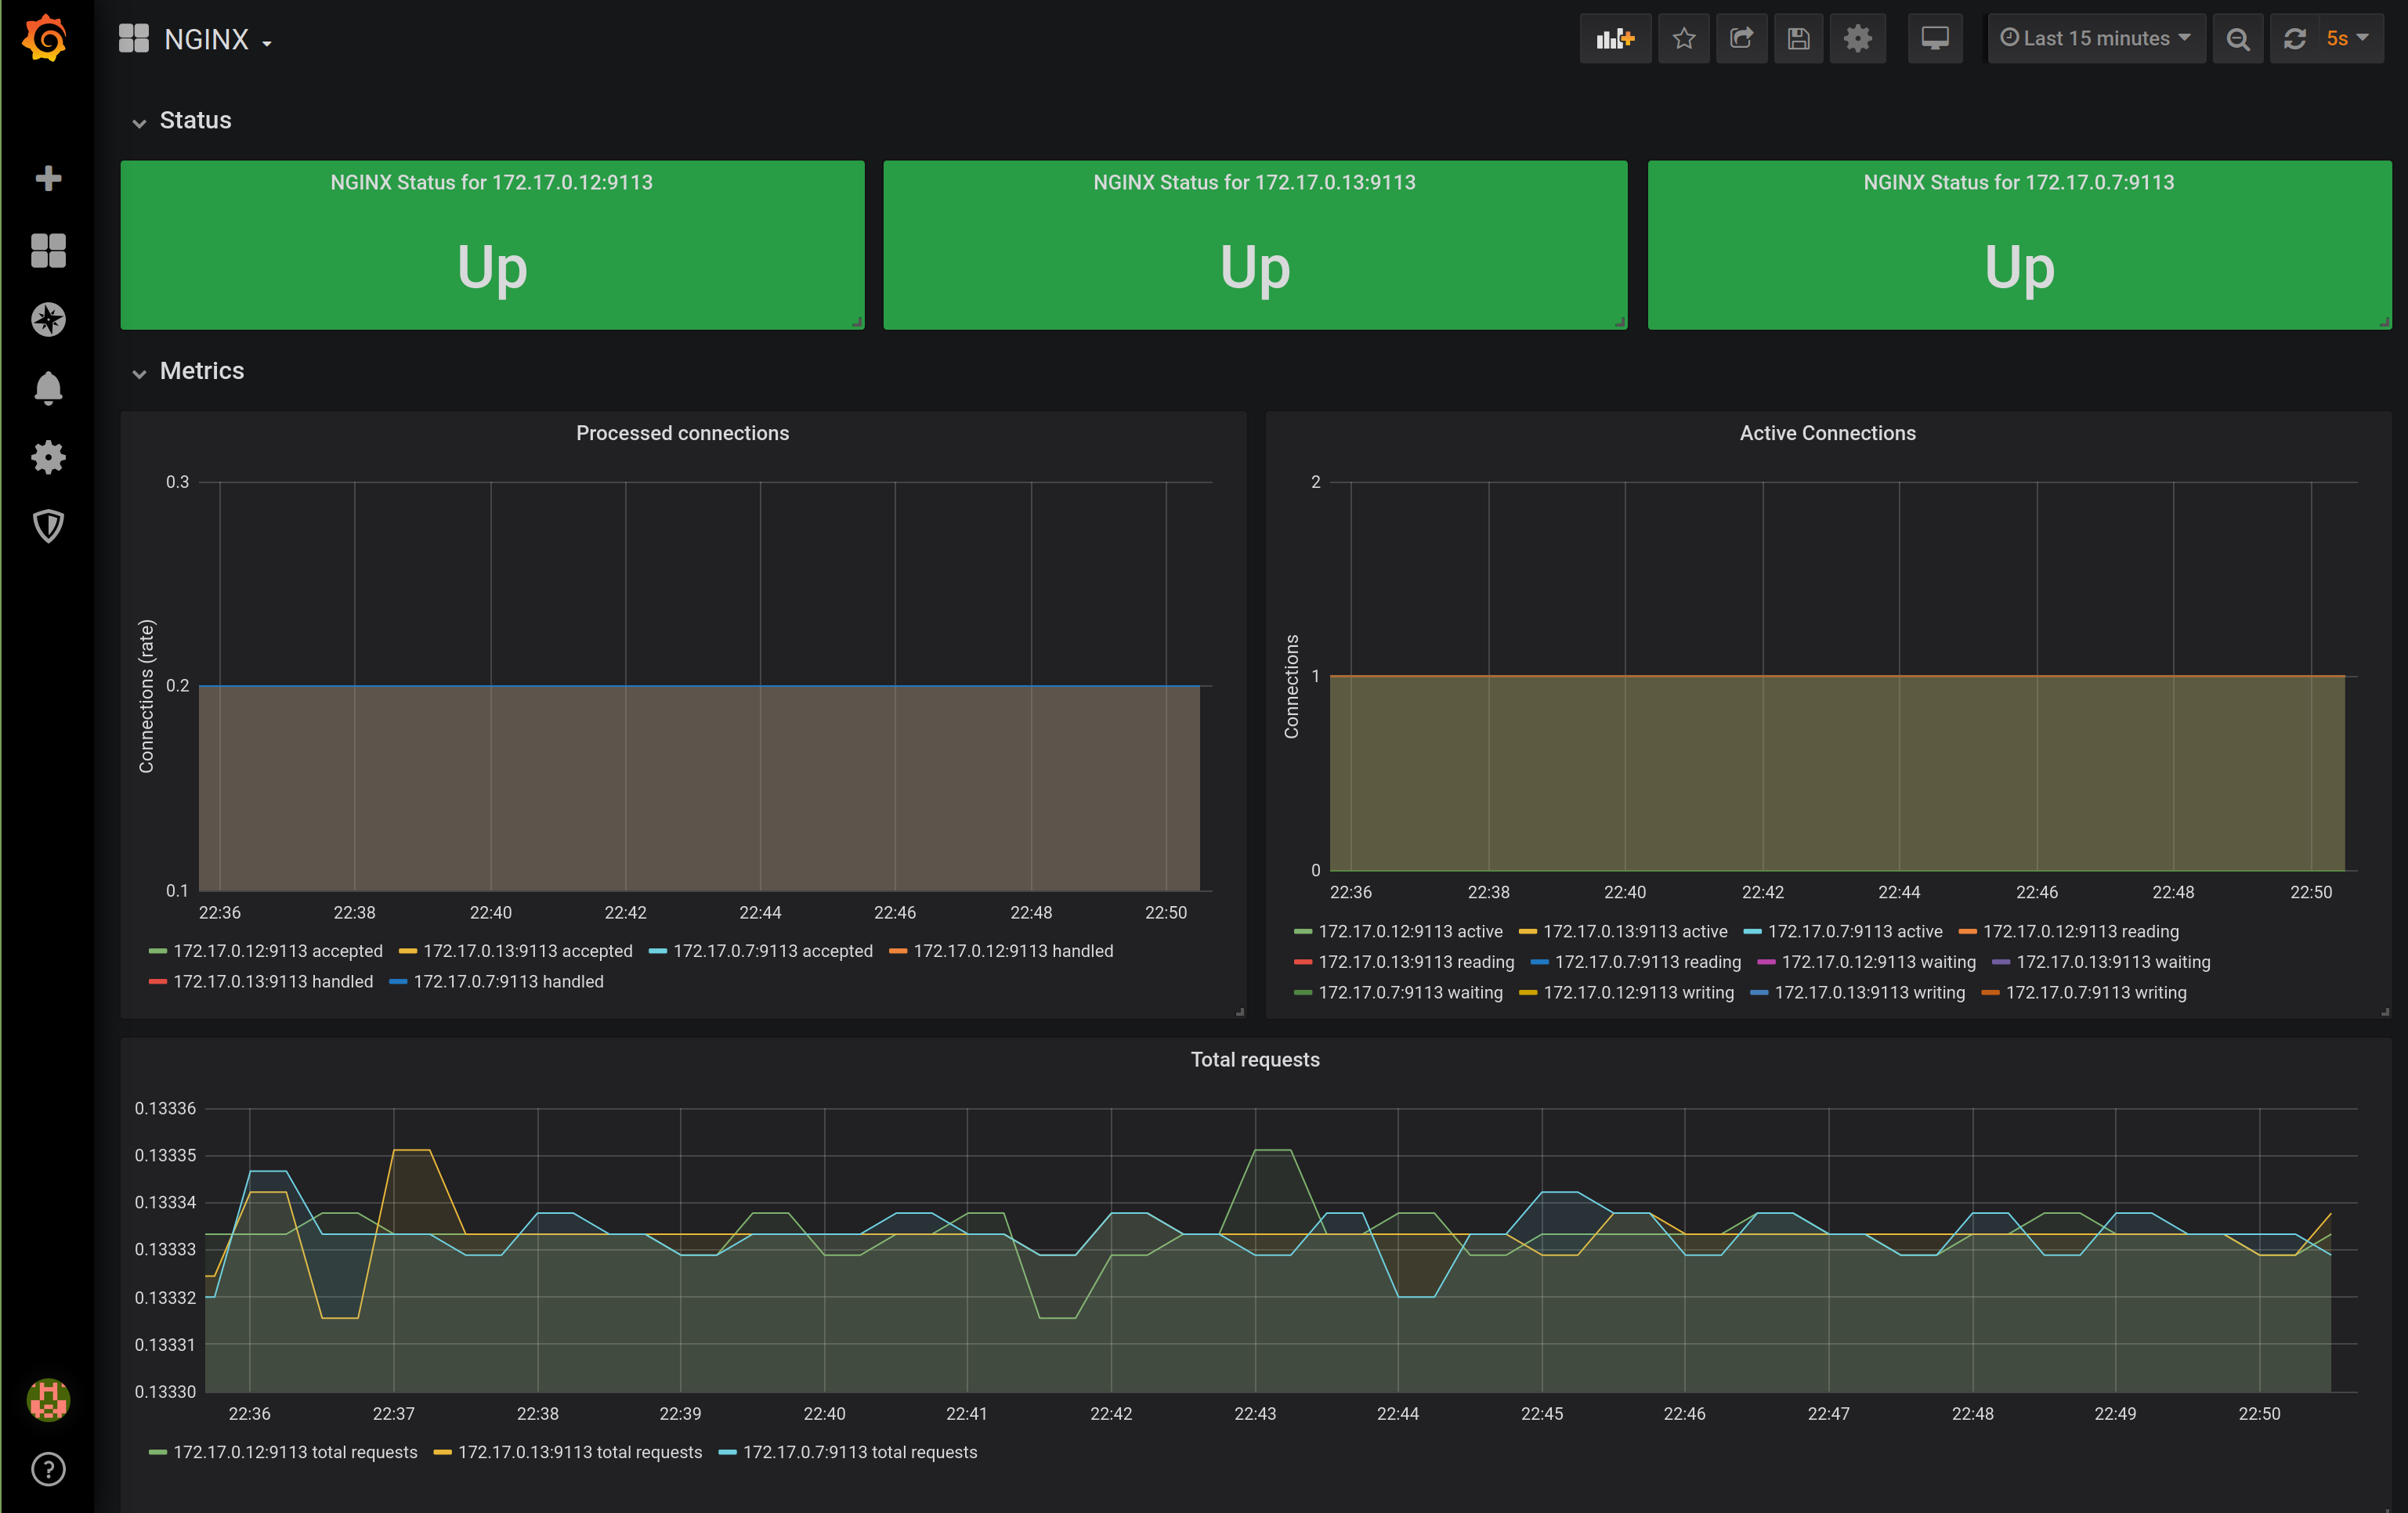 NGINX
Last 15 minutes
5s
Status
NGINX Status for 172.17.0.12:9113
Up
NGINX Status for 172.17.0.13:9113
Up
NGINX Status for 172.17.0.7:9113
Up
Metrics
Processed connections
Connections (rate)
0.3
0.2
0.1
22:36 22:38 22:40 22:42 22:44 22:46 22:48 22:50
172.17.0.12:9113 accepted 172.17.0.13:9113 accepted 172.17.0.7:9113 accepted 172.17.0.12:9113 handled
172.17.0.13:9113 handled 172.17.0.7:9113 handled
Active Connections
Connections
2
1
0
22:36 22:38 22:40 22:42 22:44 22:46 22:48 22:50
172.17.0.12:9113 active 172.17.0.13:9113 active 172.17.0.7:9113 active 172.17.0.12:9113 reading
172.17.0.13:9113 reading 172.17.0.7:9113 reading 172.17.0.12:9113 waiting 172.17.0.13:9113 waiting
172.17.0.7:9113 waiting 172.17.0.12:9113 writing 172.17.0.13:9113 writing 172.17.0.7:9113 writing
Total requests
0.13336
0.13335
0.13334
0.13333
0.13332
0.13331
0.13330
22:36 22:37 22:38 22:39 22:40 22:41 22:42 22:43 22:44 22:45 22:46 22:47 22:48 22:49 22:50
172.17.0.12:9113 total requests 172.17.0.13:9113 total requests 172.17.0.7:9113 total requests
?